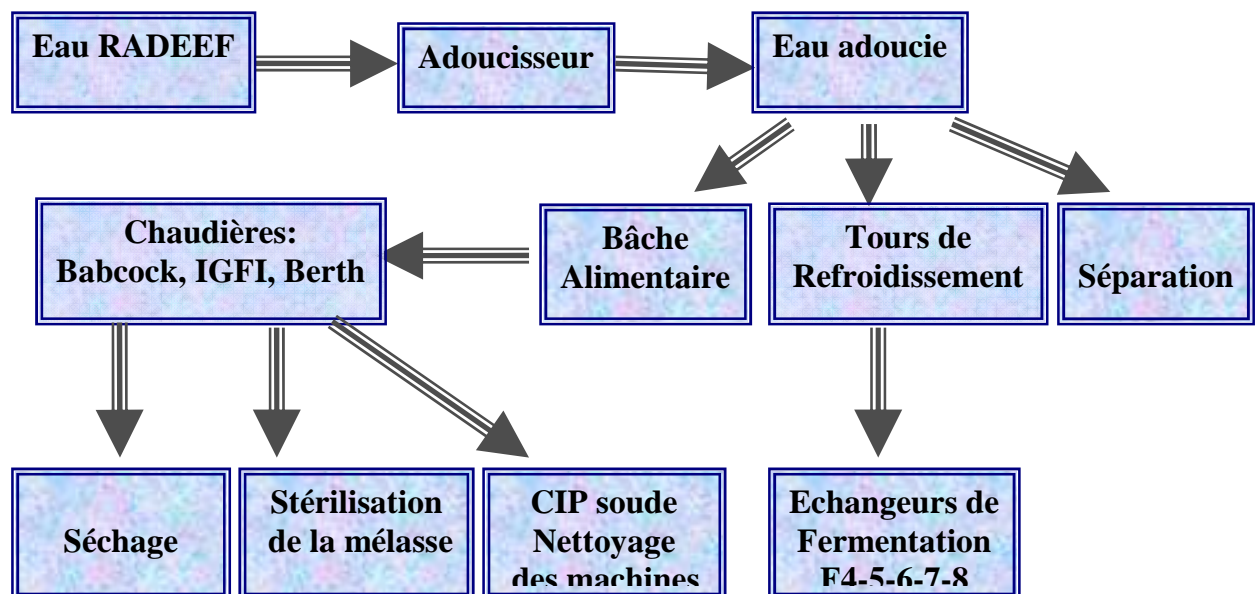 Eau RADEEF
Adoucisseur
Eau adoucie
Chaudières:
Babcock, IGFI, Berth
Bâche
Alimentaire
Tours de
Refroidissement
Séparation
Séchage
Stérilisation
de la mélasse
CIP soude
Nettoyage
des machines
Echangeurs de
Fermentation
F4-5-6-7-8